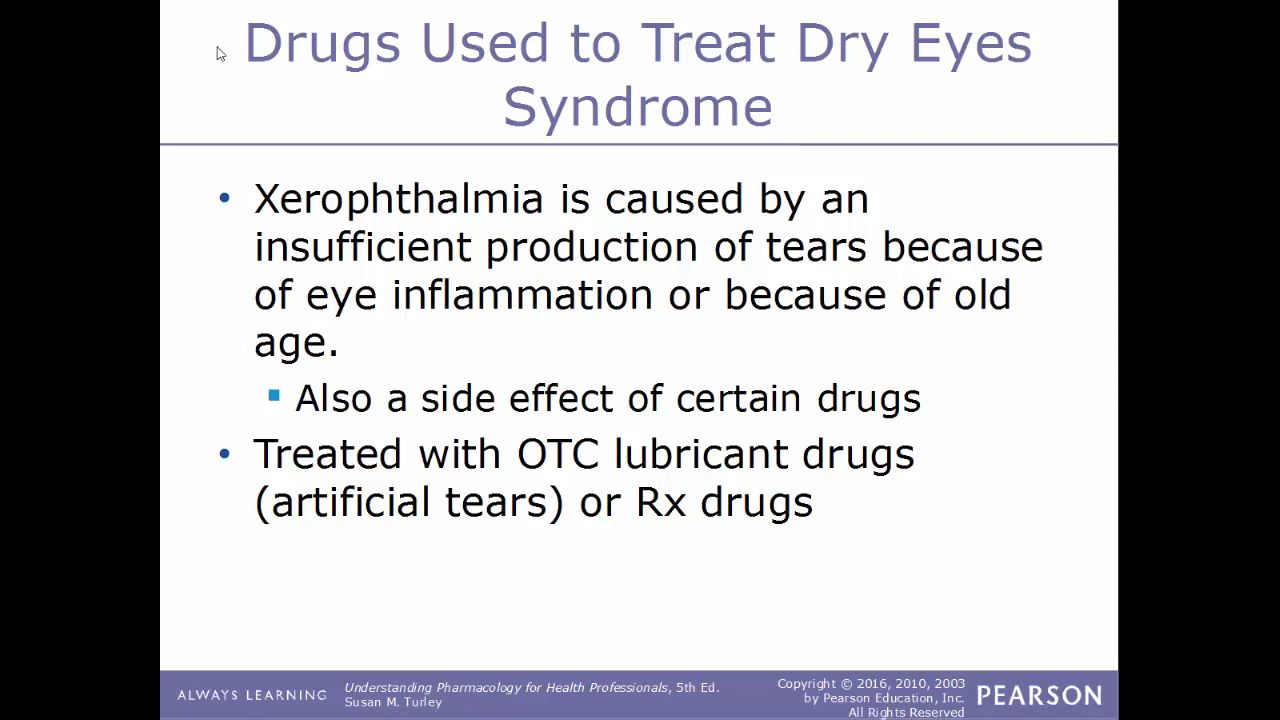 Drugs Used to Treat Dry Eyes
Syndrome
• Xerophthalmia is caused by an
insufficient production of tears because
of eye inflammation or because of old
age.
▪ Also a side effect of certain drugs
• Treated with OTC lubricant drugs
(artificial tears) or Rx drugs
ALWAYS LEARNING
Understanding Pharmacology for Health Professionals, 5th Ed.
Susan M. Turley
Copyright © 2016, 2010, 2003
by Pearson Education, Inc.
All Rights Reserved
PEARSON